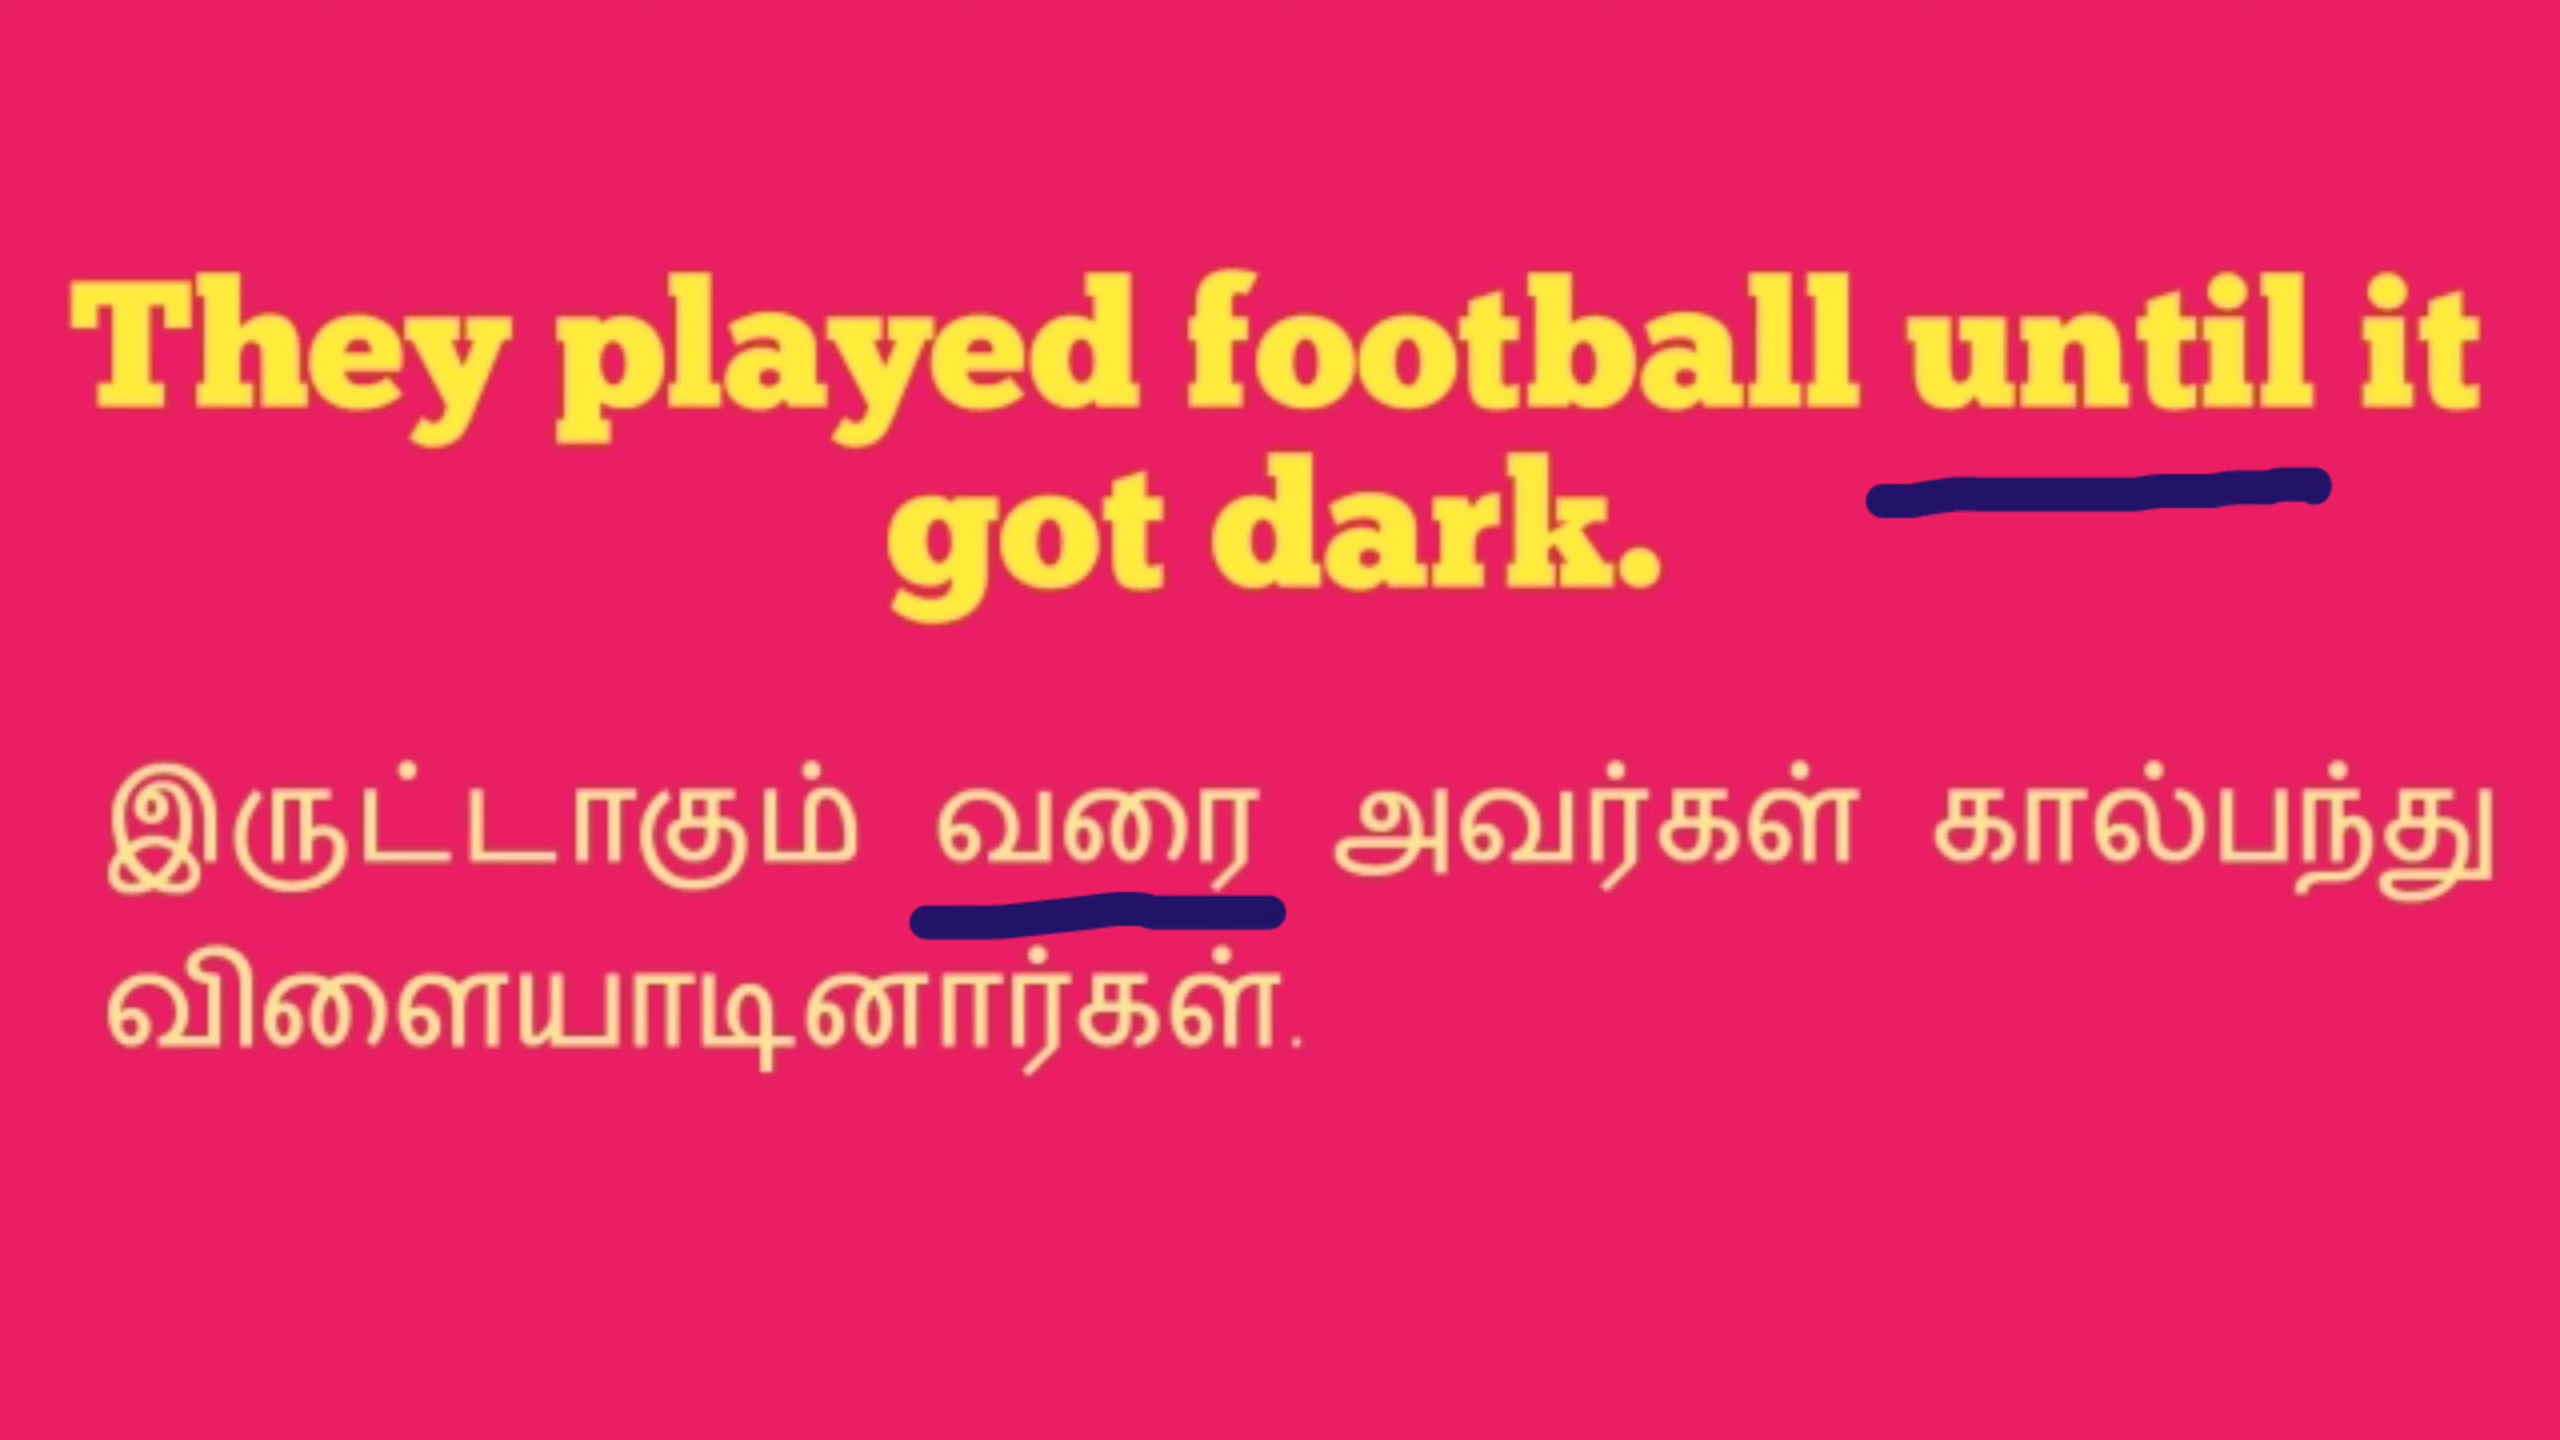 They played football until it
got dark.
இருட்டாகும் வரை அவர்கள் கால்பந்து
விளையாடினார்கள்.